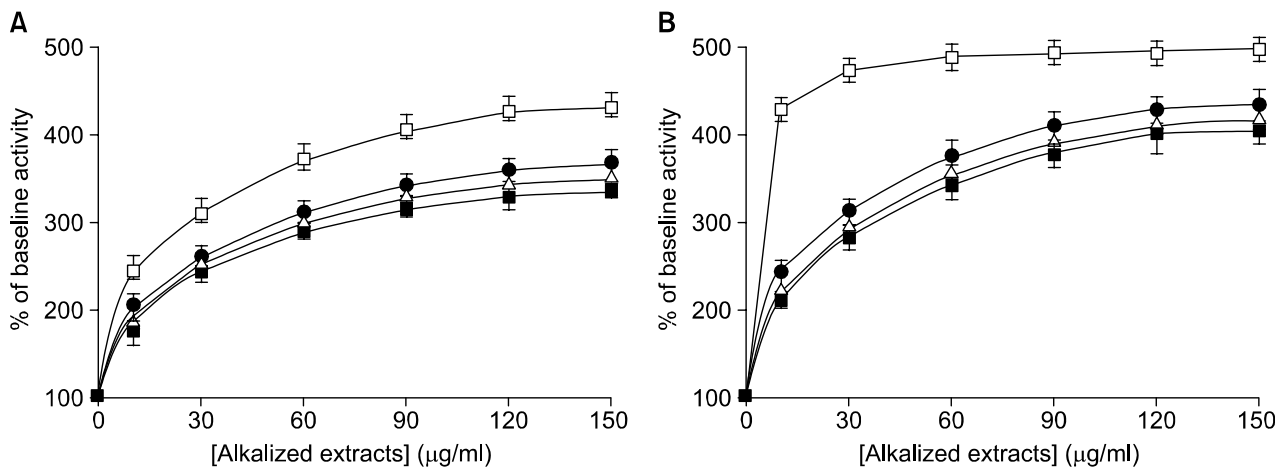 A
% of baseline activity
500
400
300
200
100
0 30 60 90 120 150
[Alkalized extracts] (μg/ml)
B
% of baseline activity
500
400
300
200
100
0 30 60 90 120 150
[Alkalized extracts] (μg/ml)